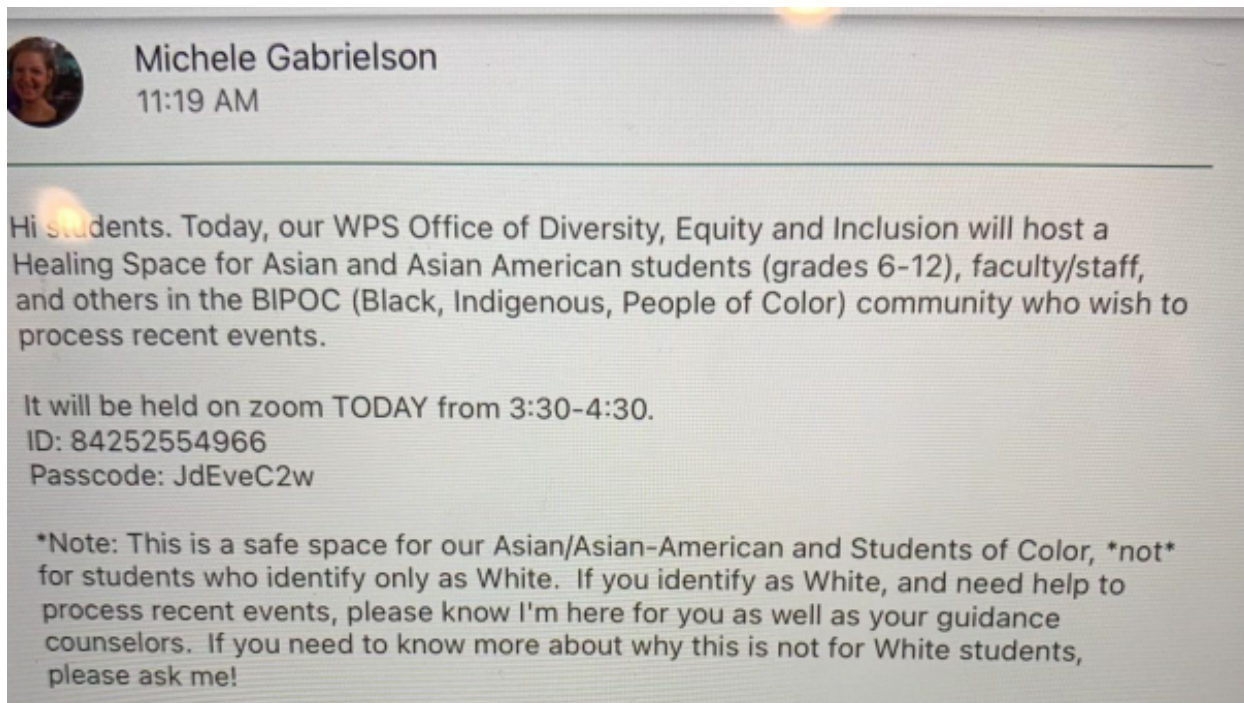 Michele Gabrielson
11:19 AM
Hi students. Today, our WPS Office of Diversity, Equity and Inclusion will host a
Healing Space for Asian and Asian American students (grades 6-12), faculty/staff,
and others in the BIPOC (Black, Indigenous, People of Color) community who wish to
process recent events.
It will be held on zoom TODAY from 3:30-4:30.
ID: 84252554966
Passcode: JdEveC2w
*Note: This is a safe space for our Asian/Asian-American and Students of Color, *not*
for students who identify only as White.  If you identify as White, and need help to
process recent events, please know I'm here for you as well as your guidance
counselors.  If you need to know more about why this is not for White students,
please ask me!